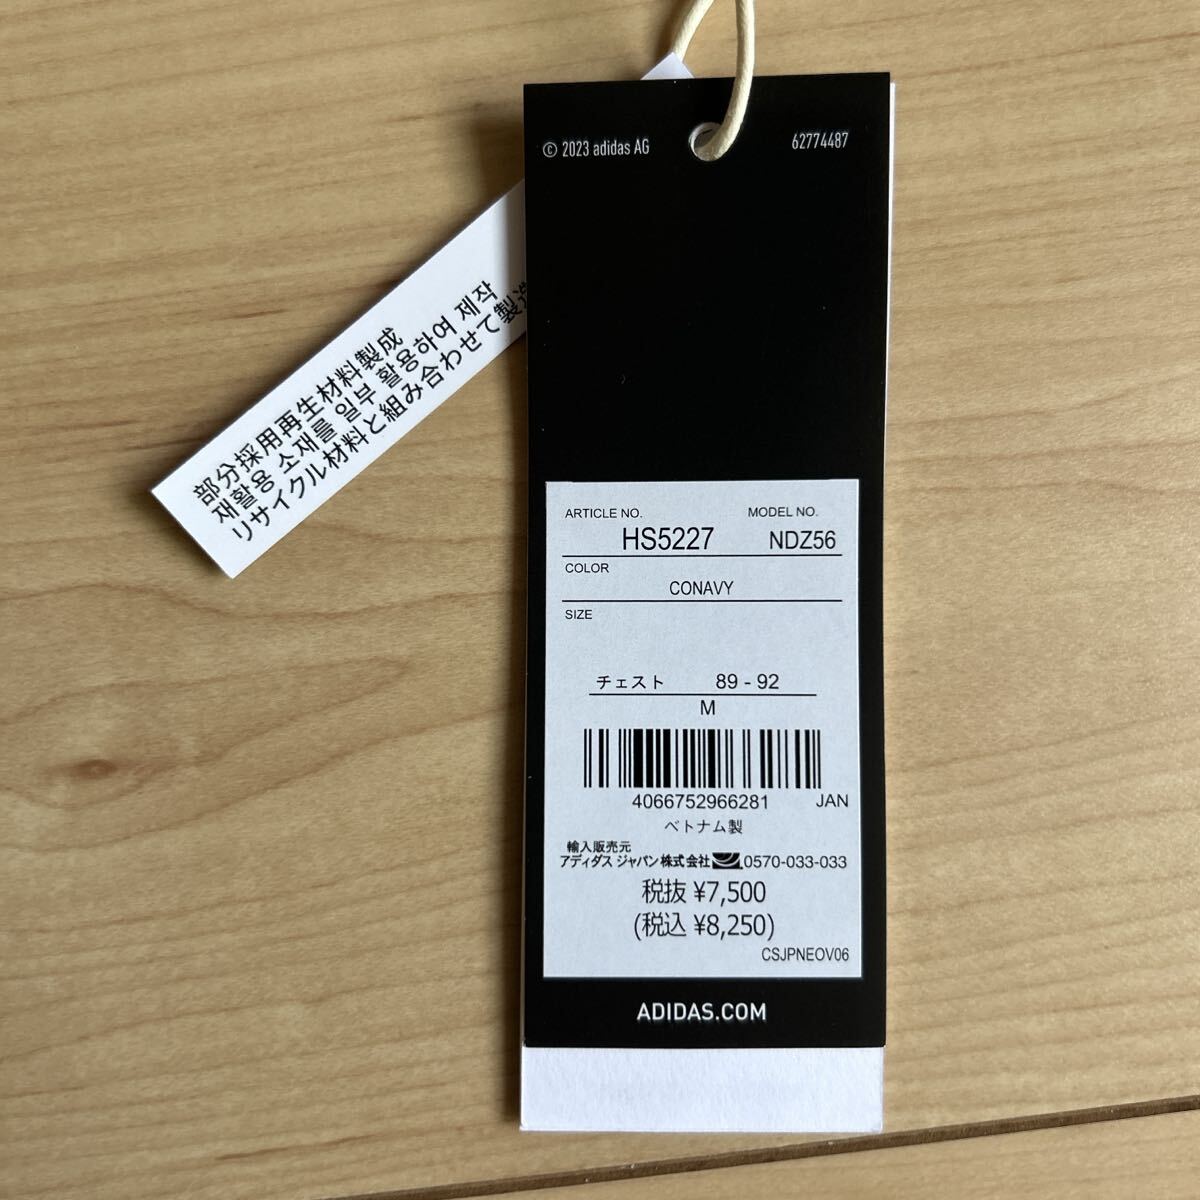 © 2023 adidas AG
62774487
部分採用再生材料製成
재활용 소재를 일부 활용하여 제작
リサイクル材料と組み合わせて製造
ARTICLE NO. MODEL NO.
HS5227 NDZ56
COLOR
CONAVY
SIZE
チェスト 89 - 92
M
4066752966281 JAN
ベトナム製
輸入販売元
アディダス ジャパン株式会社 0570-033-033
税抜 ¥7,500
(税込 ¥8,250)
CSJPNEOV06
ADIDAS.COM